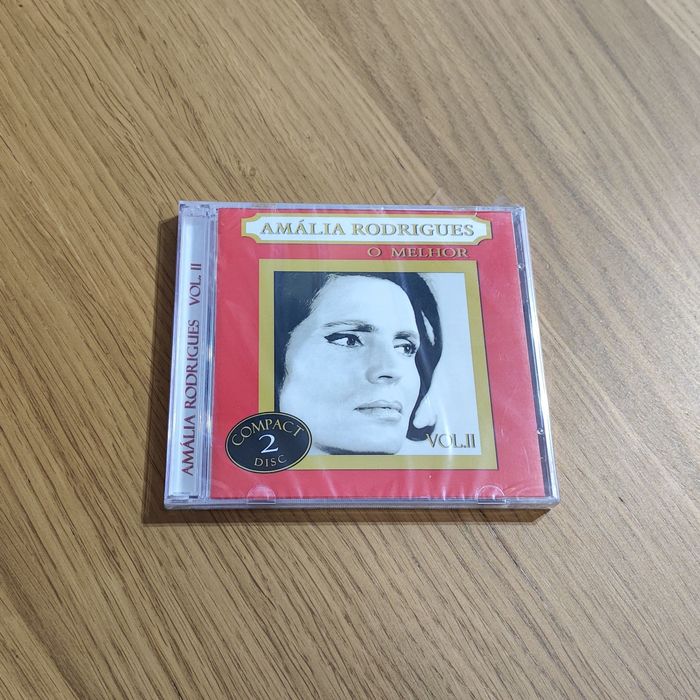 AMÁLIA RODRIGUES
O MELHOR
VOL.II
COMPACT
2
DISC
AMÁLIA RODRIGUES VOL. II